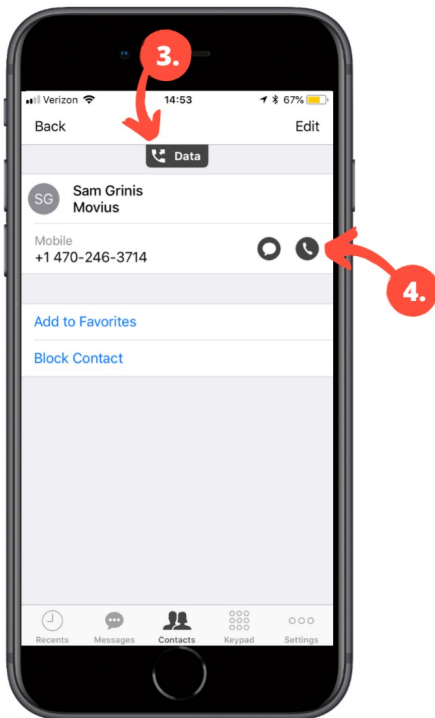 3.
Verizon 14:53 67%
Back Edit
Data
SG Sam Grinis
Movius
Mobile
+1 470-246-3714
4.
Add to Favorites
Block Contact
Recents Messages Contacts Keypad Settings